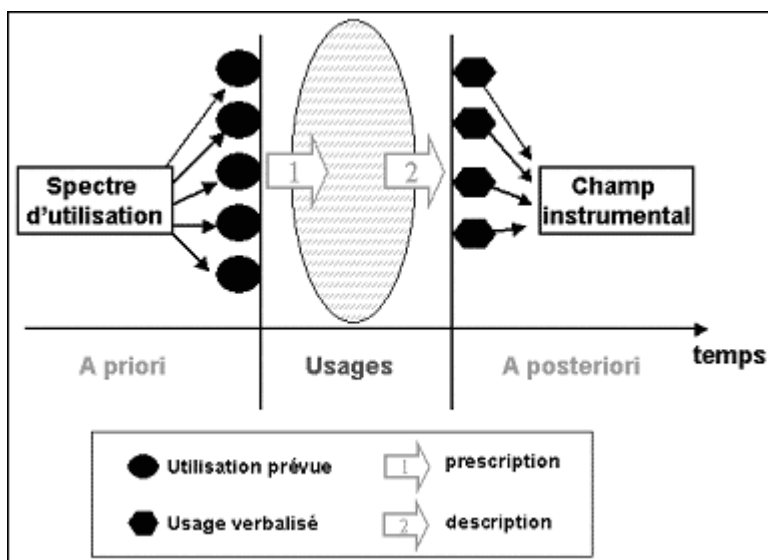 Spectre
d'utilisation
1
2
Champ
instrumental
A priori
Usages
A posteriori
temps
Utilisation prévue
1
prescription
Usage verbalisé
2
description